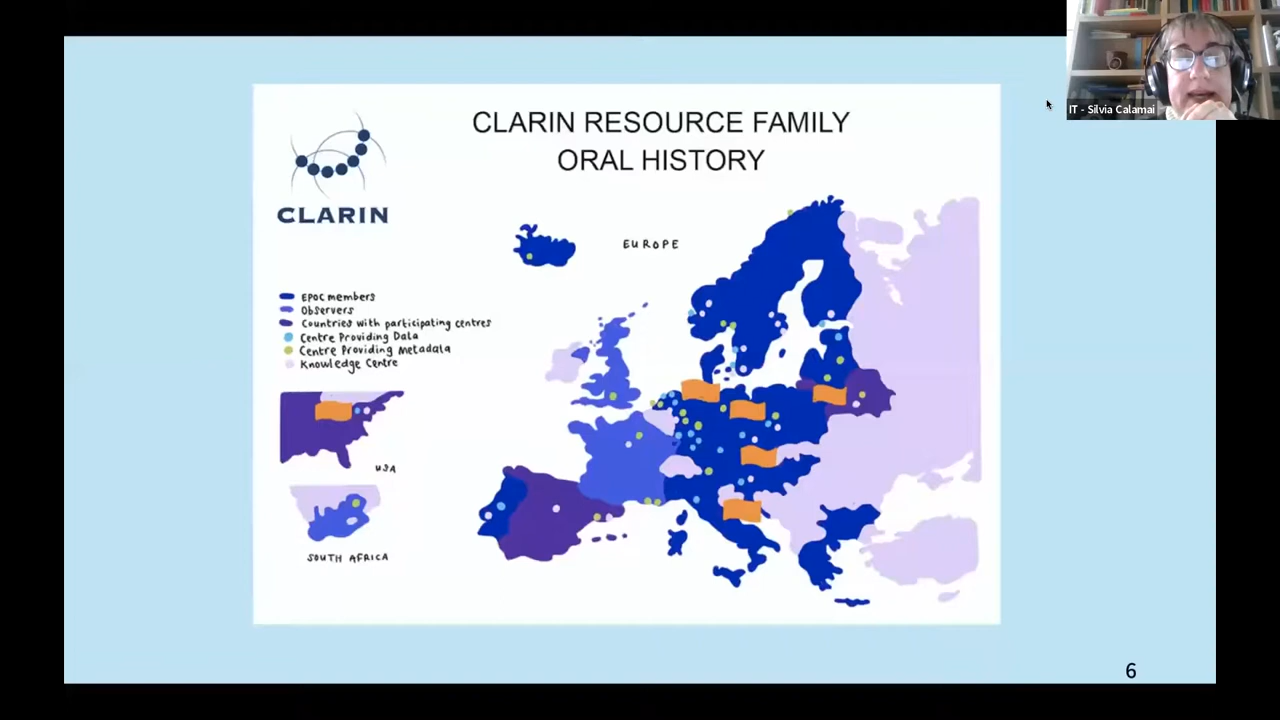 IT - Silvia Calamai
CLARIN RESOURCE FAMILY
ORAL HISTORY
CLARIN
EUROPE
EPOC members
Observers
Countries with participating centres
Centre Providing Data
Centre Providing Metadala
Knowledge Centre
USA
SOUTH AFRICA
6